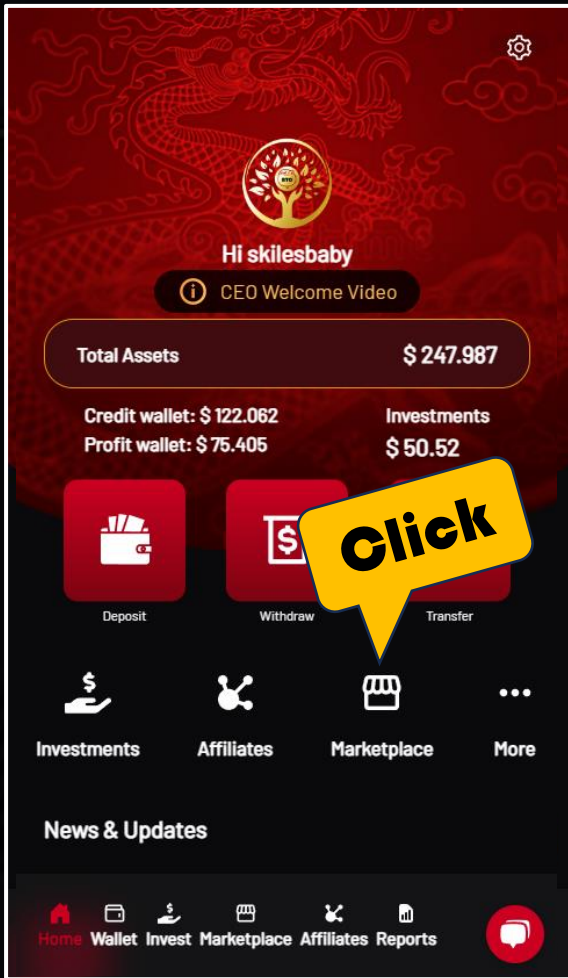 Hi skilesbaby
CEO Welcome Video
Total Assets $ 247.987
Credit wallet: $ 122.062 Investments
Profit wallet: $ 75.405 $ 50.52
Click
Deposit Withdraw Transfer
Investments Affiliates Marketplace More
News & Updates
Home Wallet Invest Marketplace Affiliates Reports